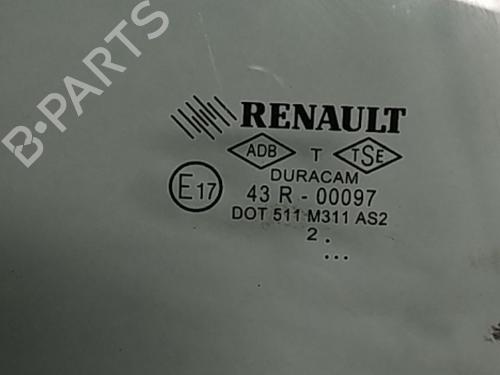 B-PARTS
RENAULT
ADB T TSE
DURACAM
E17 43 R - 00097
DOT 511 M311 AS2
2 .
...